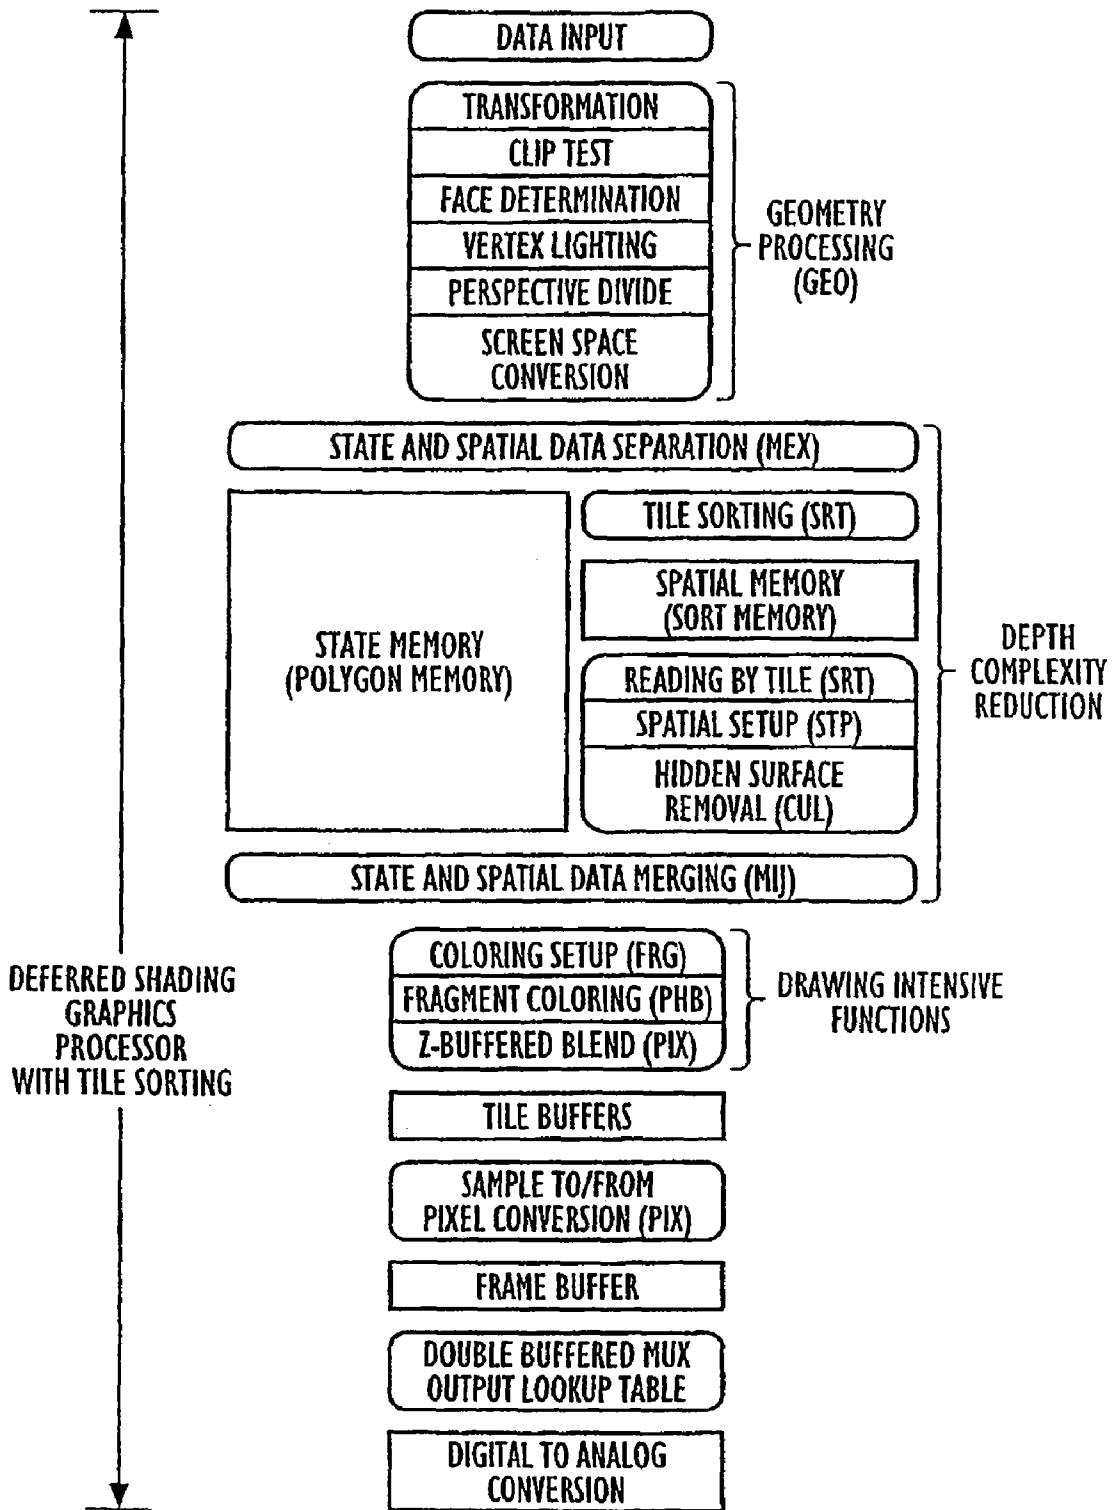 DATA INPUT
TRANSFORMATION
CLIP TEST
FACE DETERMINATION
VERTEX LIGHTING
PERSPECTIVE DIVIDE
SCREEN SPACE
CONVERSION
GEOMETRY
PROCESSING
(GEO)
STATE AND SPATIAL DATA SEPARATION (MEX)
STATE MEMORY
(POLYGON MEMORY)
TILE SORTING (SRT)
SPATIAL MEMORY
(SORT MEMORY)
READING BY TILE (SRT)
SPATIAL SETUP (STP)
HIDDEN SURFACE
REMOVAL (CUL)
DEPTH
COMPLEXITY
REDUCTION
STATE AND SPATIAL DATA MERGING (MIJ)
DEFERRED SHADING
GRAPHICS
PROCESSOR
WITH TILE SORTING
COLORING SETUP (FRG)
FRAGMENT COLORING (PHB)
Z-BUFFERED BLEND (PIX)
DRAWING INTENSIVE
FUNCTIONS
TILE BUFFERS
SAMPLE TO/FROM
PIXEL CONVERSION (PIX)
FRAME BUFFER
DOUBLE BUFFERED MUX
OUTPUT LOOKUP TABLE
DIGITAL TO ANALOG
CONVERSION